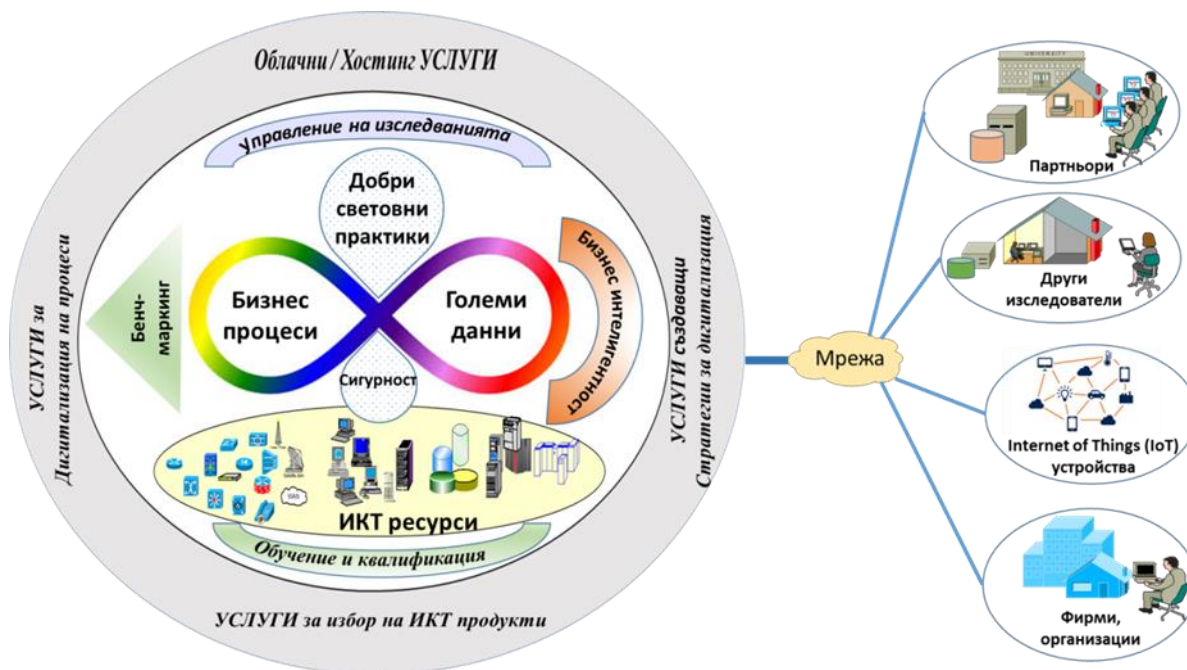 Облачни / Хостинг УСЛУГИ
Управление на изследванията
Добри
световни
практики
Бизнес
процеси
Големи
данни
Бенч-
маркинг
Бизнес интелигентност
Сигурност
ИКТ ресурси
Обучение и квалификация
УСЛУГИ за
Дигитализация на процеси
УСЛУГИ създаващи
Стратегии за дигитализация
УСЛУГИ за избор на ИКТ продукти
Мрежа
UNIVERSITY
Партньори
Други
изследователи
Internet of Things (IoT)
устройства
Фирми,
организации